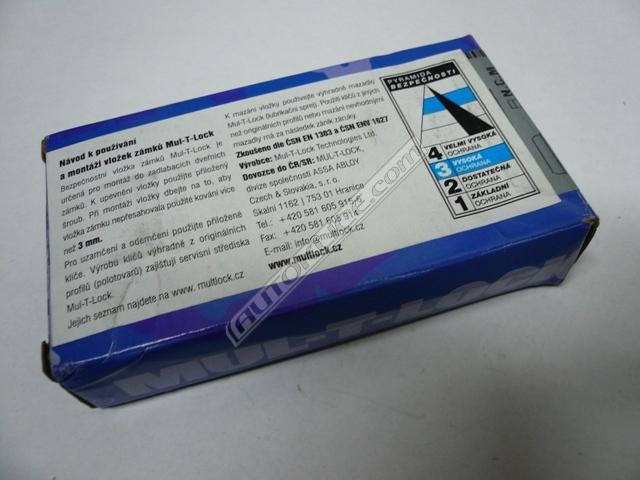 Návod k používání
a montáži vložek zámků Mul-T-Lock
Bezpečnostní vložka zámků Mul-T-Lock je
určená pro montáž do zadlabacích dveřních
zámků. K upevnění vložky použijte přiložený
šroub. Při montáži vložky dbejte na to, aby
vložka zámku nepřesahovala použité kování více
než 3 mm.
Pro uzamčení a odemčení použijte přiložené
klíče. Výrobu klíčů výhradně z originálních
profilů (polotovarů) zajišťují servisní střediska
Mul-T-Lock.
Jejich seznam najdete na www.multlock.cz
K mazání vložky používejte výhradně mazadlo
Mul-T-Lock (lubrikační sprej). Použití klíčů z jiných
než originálních profilů nebo mazání nevhodnými
mazadly má za následek zánik záruky.
Zkoušeno dle ČSN EN 1303 a ČSN ENV 1627
Výrobce: Mul-T-Lock Technologies Ltd.
Dovozce do ČR/SR: MUL-T-LOCK,
divize společnosti ASSA ABLOY
Czech & Slovakia, s. r. o.
Skalní 1162 | 753 01 Hranice
Tel.: +420 581 605 915-
Fax: +420 581 608 914
E-mail: info@multlock.cz
www.multlock.cz
PYRAMIDA
BEZPEČNOSTI
4 VELMI VYSOKÁ
OCHRANA
3 VYSOKÁ
OCHRANA
2 DOSTATEČNÁ
OCHRANA
1 ZÁKLADNÍ
OCHRANA
MUL-T-LOCK